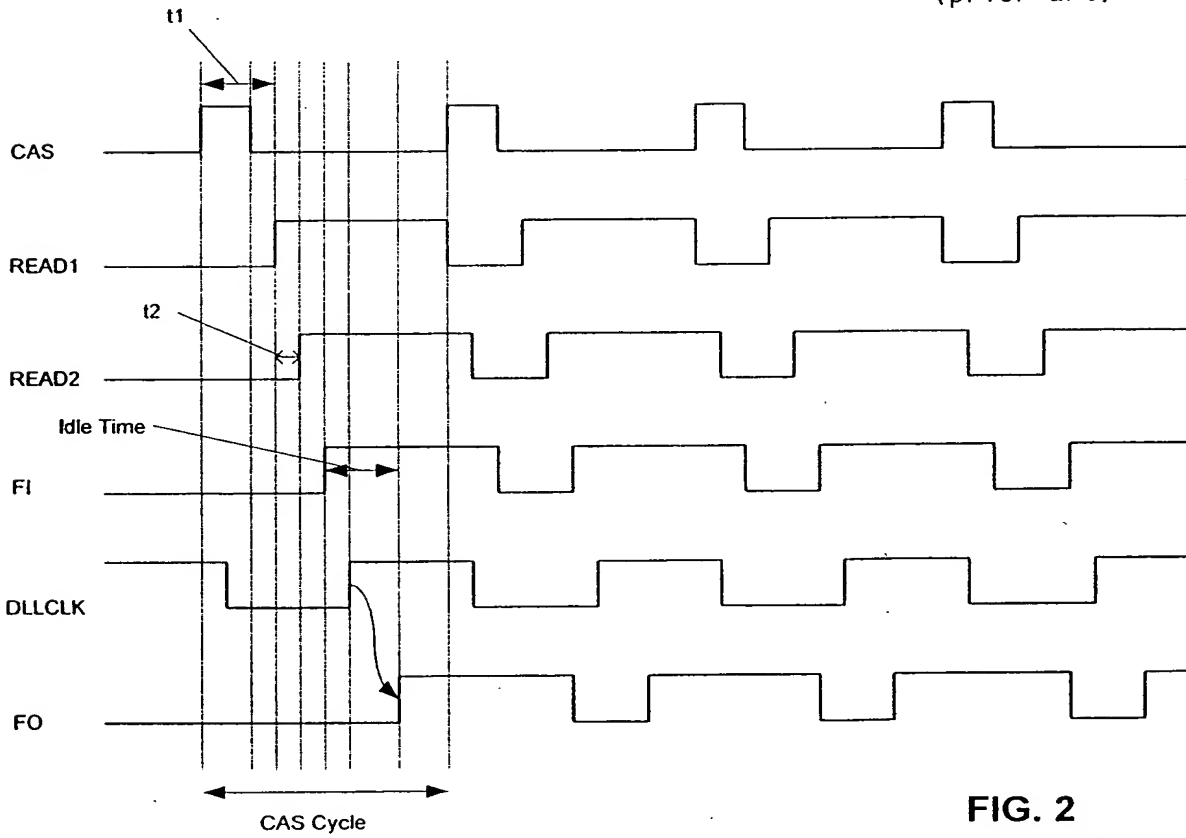 t1
CAS
READ1
t2
READ2
Idle Time
FI
DLLCLK
FO
CAS Cycle
FIG. 2